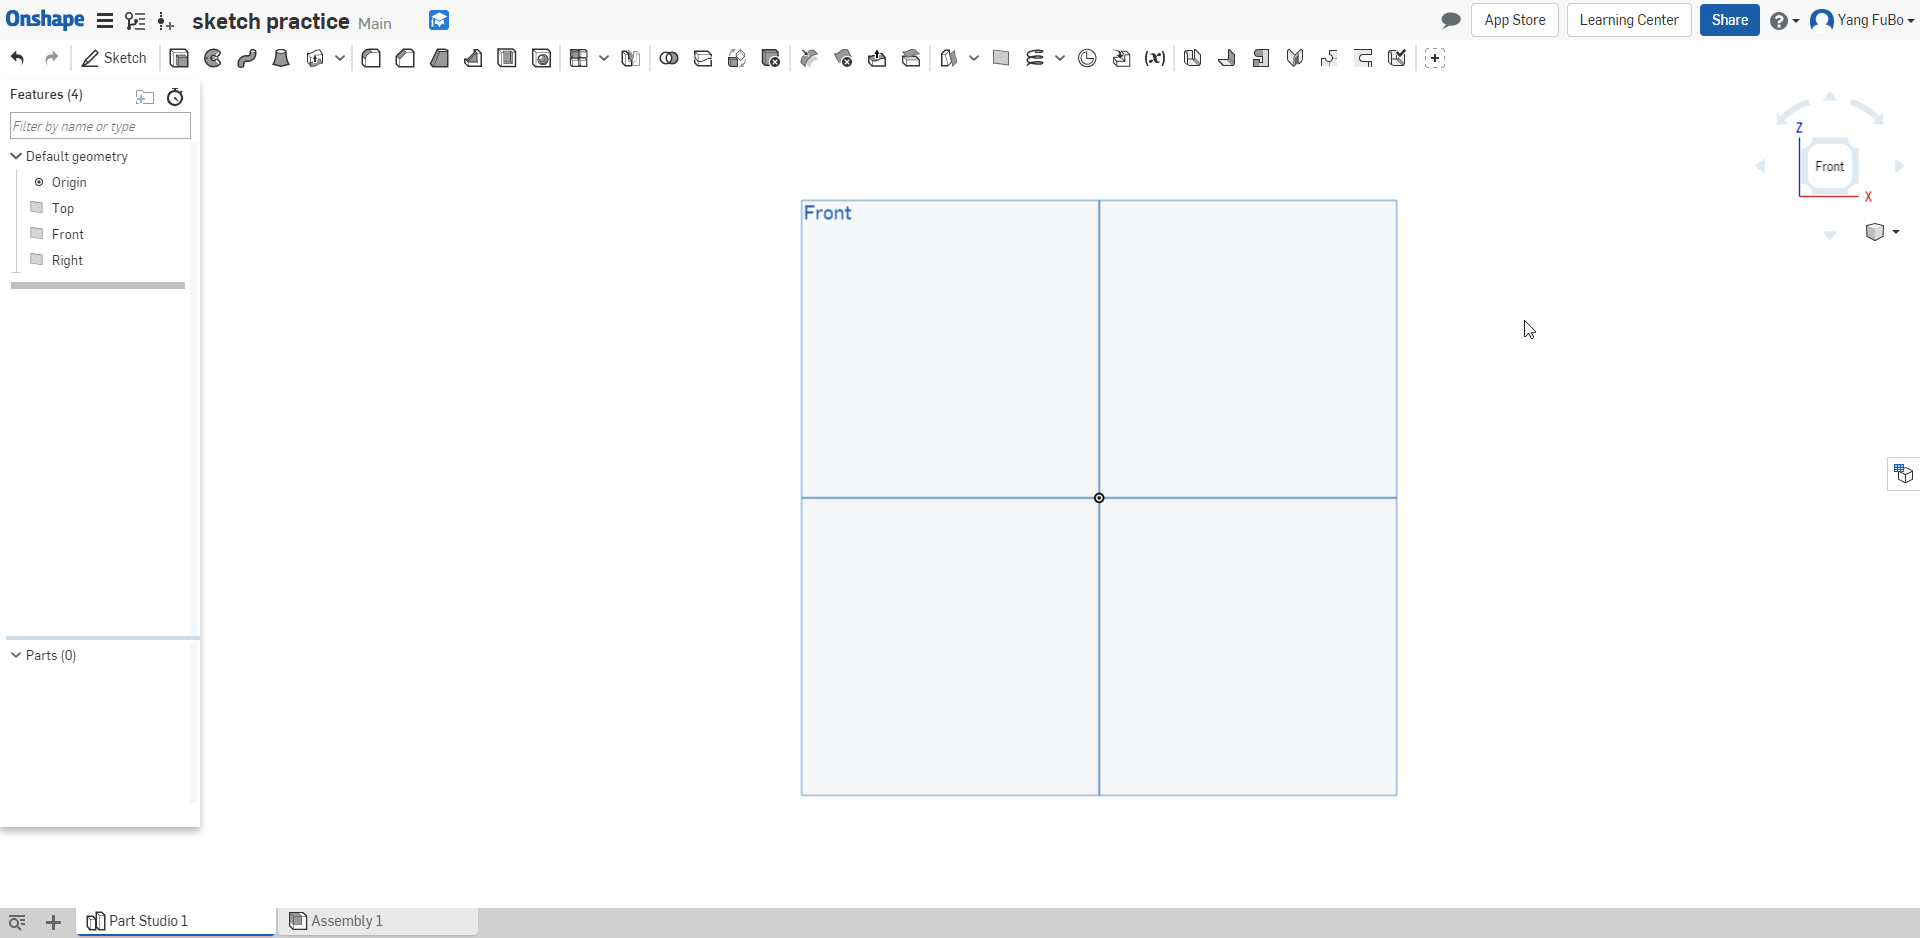 Onshape sketch practice Main App Store Learning Center Share Yang FuBo
Sketch (x)
Features (4)
Filter by name or type
Default geometry
Origin
Top
Front
Right
Parts (0)
Front
Z
Front
X
Part Studio 1 Assembly 1